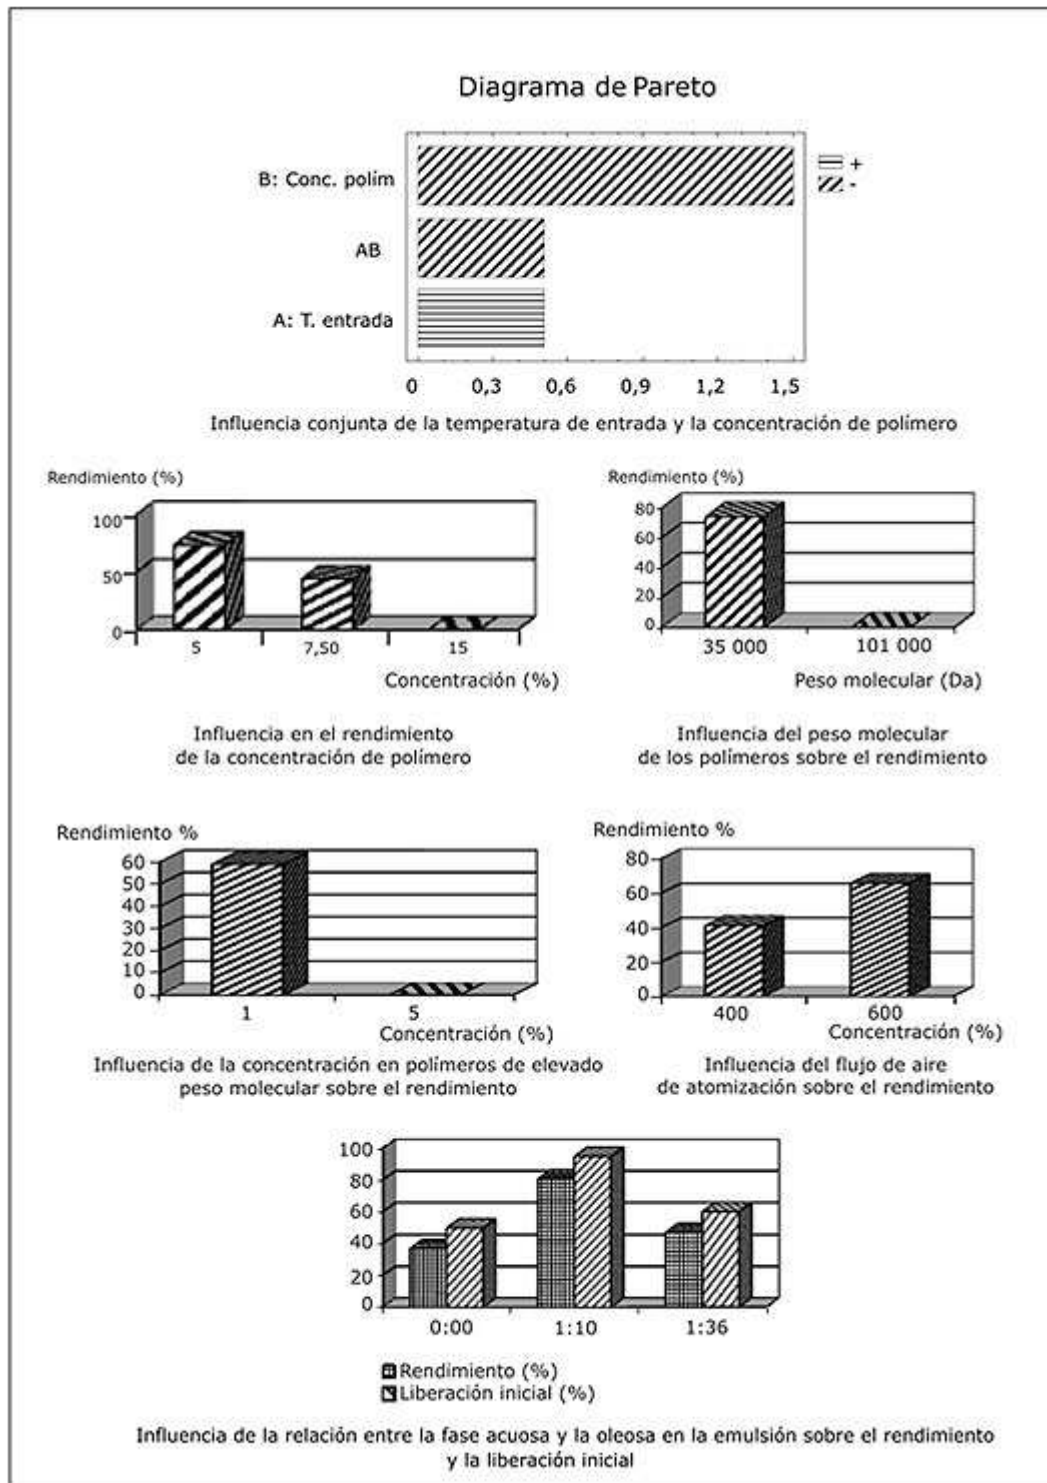 Diagrama de Pareto
B: Conc. polím
AB
A: T. entrada
+
-
0 0,3 0,6 0,9 1,2 1,5
Influencia conjunta de la temperatura de entrada y la concentración de polímero
Rendimiento (%)
100
50
0
5 7,50 15
Concentración (%)
Influencia en el rendimiento
de la concentración de polímero
Rendimiento (%)
80
60
40
20
0
35 000 101 000
Peso molecular (Da)
Influencia del peso molecular
de los polímeros sobre el rendimiento
Rendimiento %
60
50
40
30
20
10
0
1 5
Concentración (%)
Influencia de la concentración en polímeros de elevado
peso molecular sobre el rendimiento
Rendimiento %
80
60
40
20
0
400 600
Concentración (%)
Influencia del flujo de aire
de atomización sobre el rendimiento
100
80
60
40
20
0
0:00 1:10 1:36
Rendimiento (%)
Liberación inicial (%)
Influencia de la relación entre la fase acuosa y la oleosa en la emulsión sobre el rendimiento
y la liberación inicial